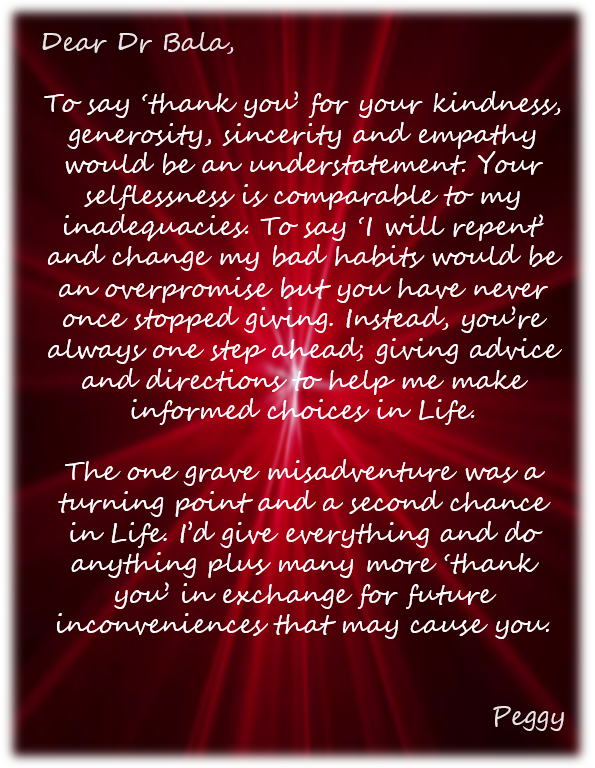 Dear Dr Bala,
To say ‘thank you’ for your kindness,
generosity, sincerity and empathy
would be an understatement. Your
selflessness is comparable to my
inadequacies. To say ‘I will repent’
and change my bad habits would be
an overpromise but you have never
once stopped giving. Instead, you’re
always one step ahead; giving advice
and directions to help me make
informed choices in Life.
The one grave misadventure was a
turning point and a second chance
in Life. I’d give everything and do
anything plus many more ‘thank
you’ in exchange for future
inconveniences that may cause you.
Peggy